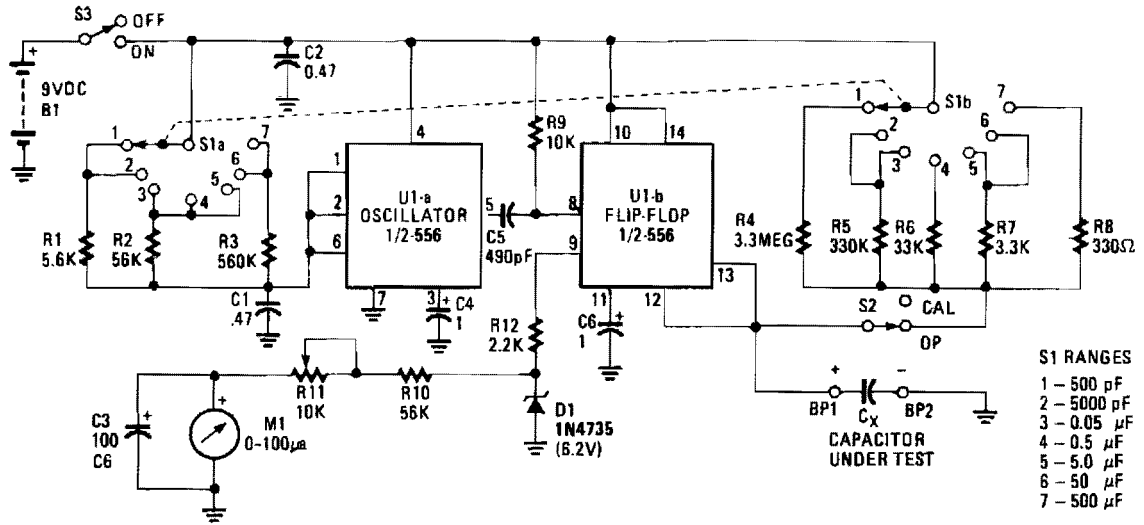 S3
OFF
ON
+
9VDC
B1
C2
0.47
1
S1a
7
2
6
3
5
4
R1
5.6K
R2
56K
R3
560K
C1
.47
4
1
2
6
U1-a
OSCILLATOR
1/2-556
5
C5
490pF
7
3
+
C4
1
R9
10K
10
14
8
9
U1-b
FLIP-FLOP
1/2-556
13
11
12
C6
1
+
R12
2.2K
D1
1N4735
(6.2V)
R10
56K
R11
10K
+
C3
100
C6
+
M1
0-100μa
1
S1b
7
2
6
3
4
5
R4
3.3MEG
R5
330K
R6
33K
R7
3.3K
R8
330Ω
S2
CAL
OP
+
–
BP1
CX
BP2
CAPACITOR
UNDER TEST
S1 RANGES
1 – 500 pF
2 – 5000 pF
3 – 0.05 μF
4 – 0.5 μF
5 – 5.0 μF
6 – 50 μF
7 – 500 μF